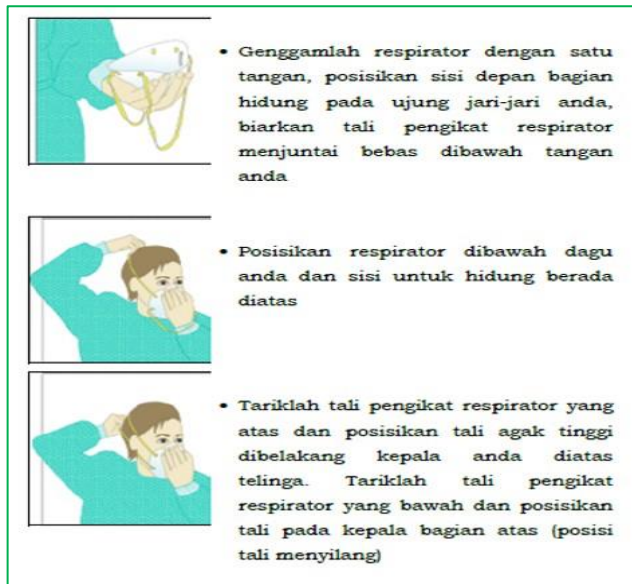 • Genggamlah respirator dengan satu
tangan, posisikan sisi depan bagian
hidung pada ujung jari-jari anda,
biarkan tali pengikat respirator
menjuntai bebas dibawah tangan
anda
• Posisikan respirator dibawah dagu
anda dan sisi untuk hidung berada
diatas
• Tariklah tali pengikat respirator yang
atas dan posisikan tali agak tinggi
dibelakang kepala anda diatas
telinga. Tariklah tali pengikat
respirator yang bawah dan posisikan
tali pada kepala bagian atas (posisi
tali menyilang)